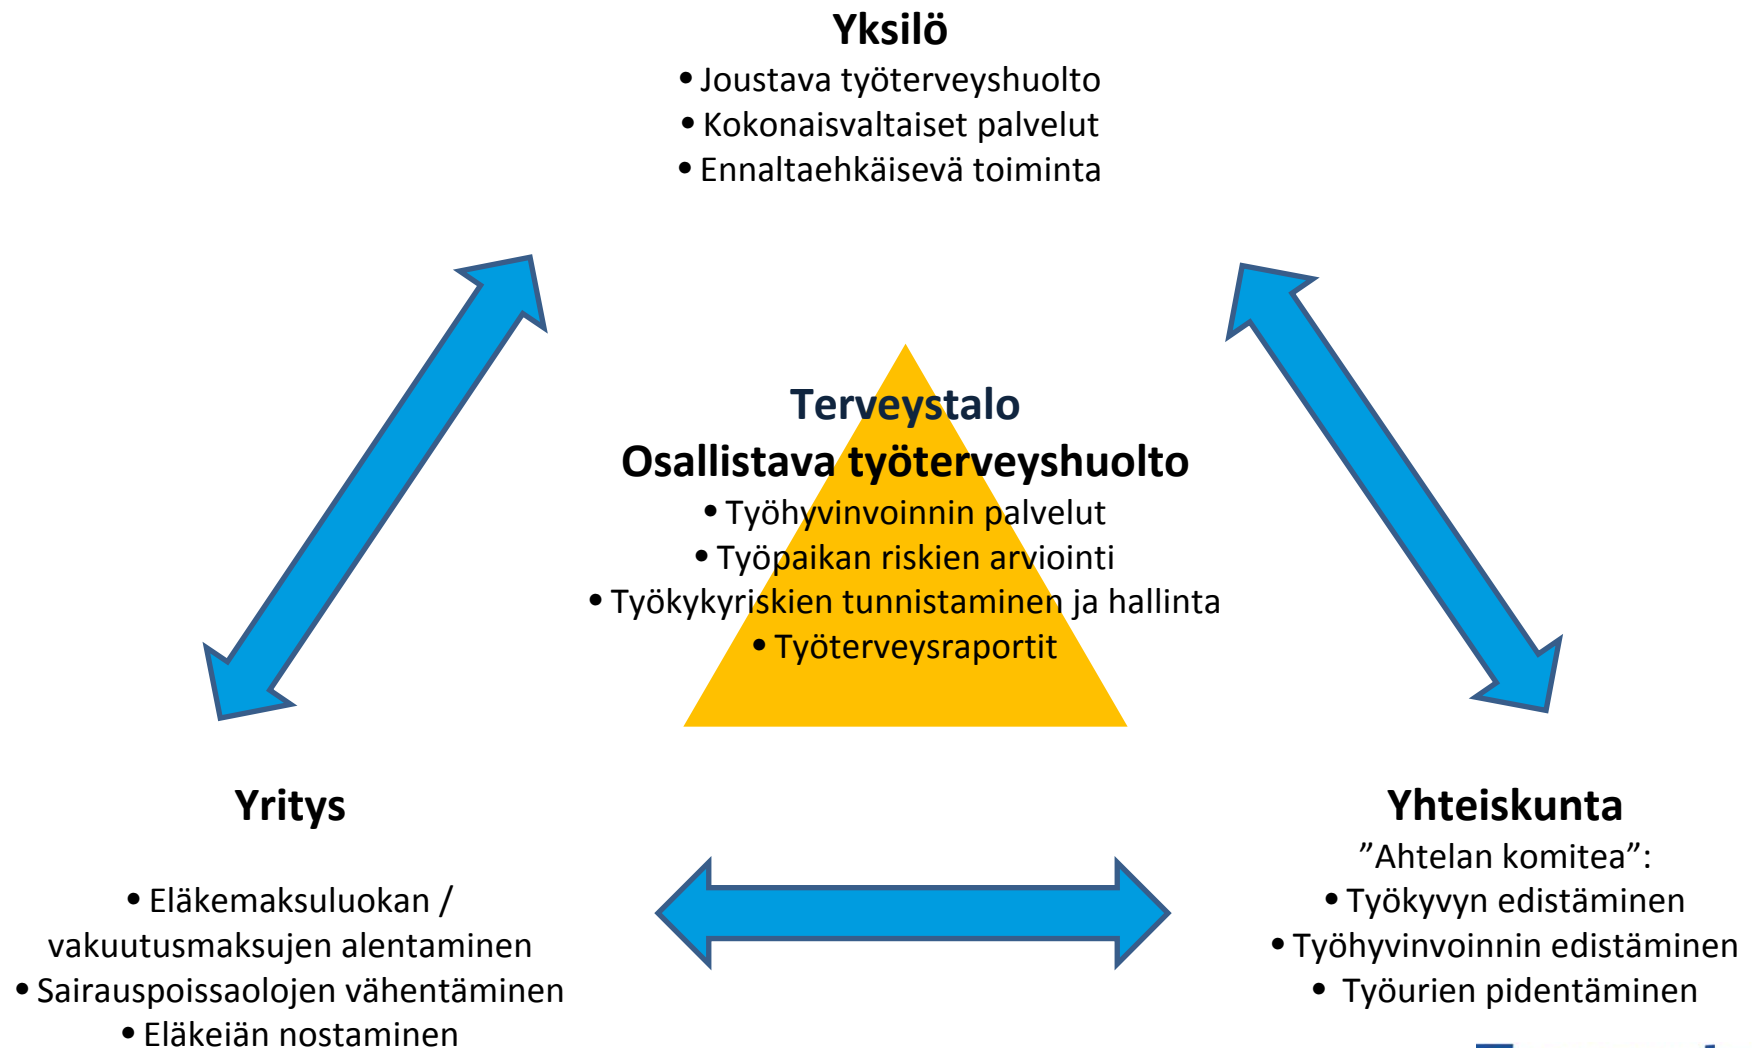 Yksilö
• Joustava työterveyshuolto
• Kokonaisvaltaiset palvelut
• Ennaltaehkäisevä toiminta
Terveystalo
Osallistava työterveyshuolto
• Työhyvinvoinnin palvelut
• Työpaikan riskien arviointi
• Työkykyriskien tunnistaminen ja hallinta
• Työterveysraportit
Yritys
• Eläkemaksuluokan /
vakuutusmaksujen alentaminen
• Sairauspoissaolojen vähentäminen
• Eläkeiän nostaminen
Yhteiskunta
”Ahtelan komitea”:
• Työkyvyn edistäminen
• Työhyvinvoinnin edistäminen
• Työurien pidentäminen